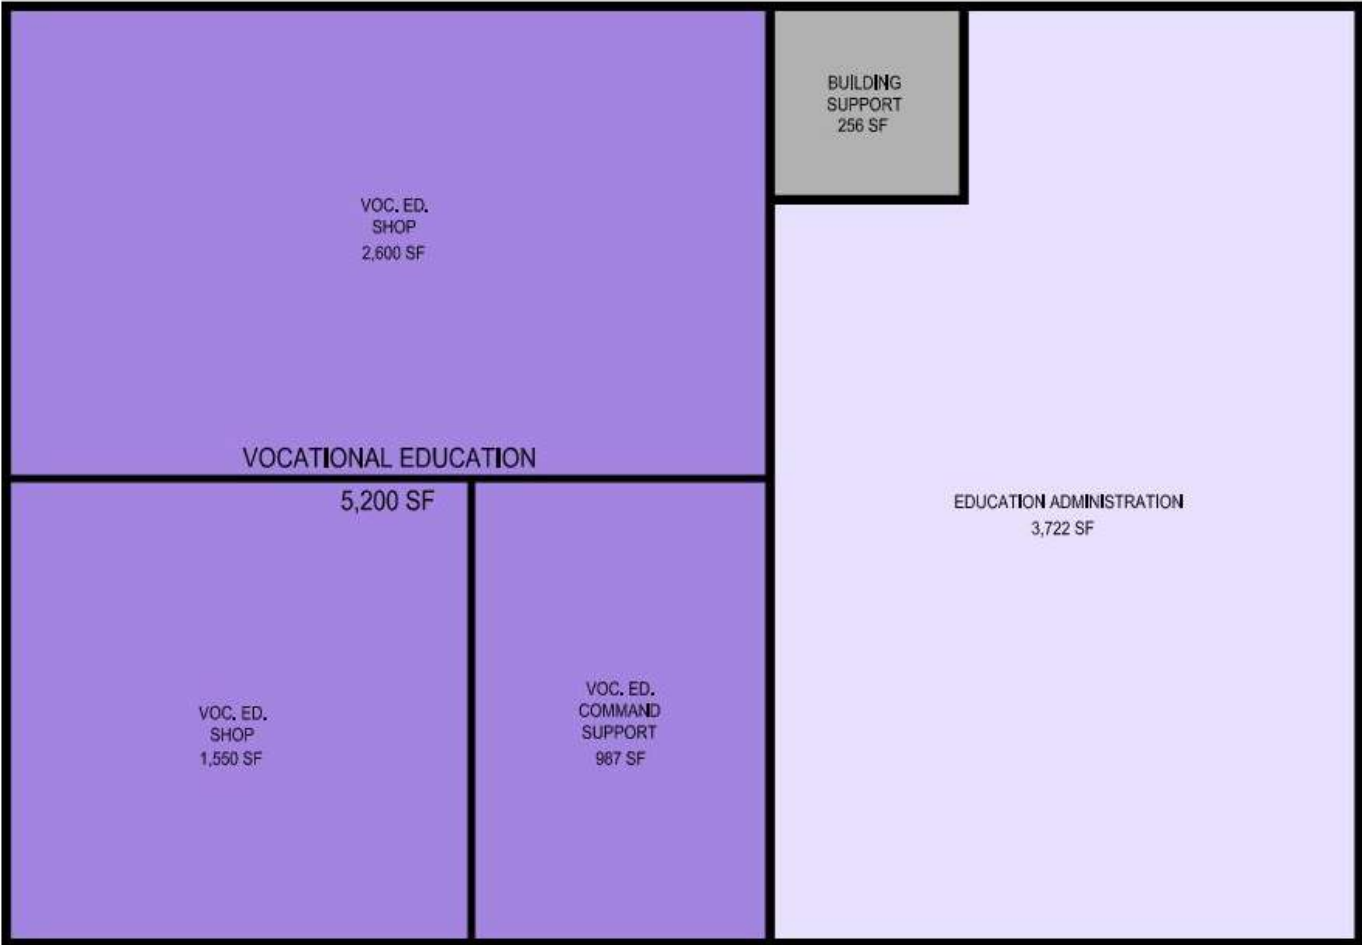 BUILDING
SUPPORT
256 SF
VOC. ED.
SHOP
2,600 SF
VOCATIONAL EDUCATION
5,200 SF
EDUCATION ADMINISTRATION
3,722 SF
VOC. ED.
SHOP
1,550 SF
VOC. ED.
COMMAND
SUPPORT
987 SF